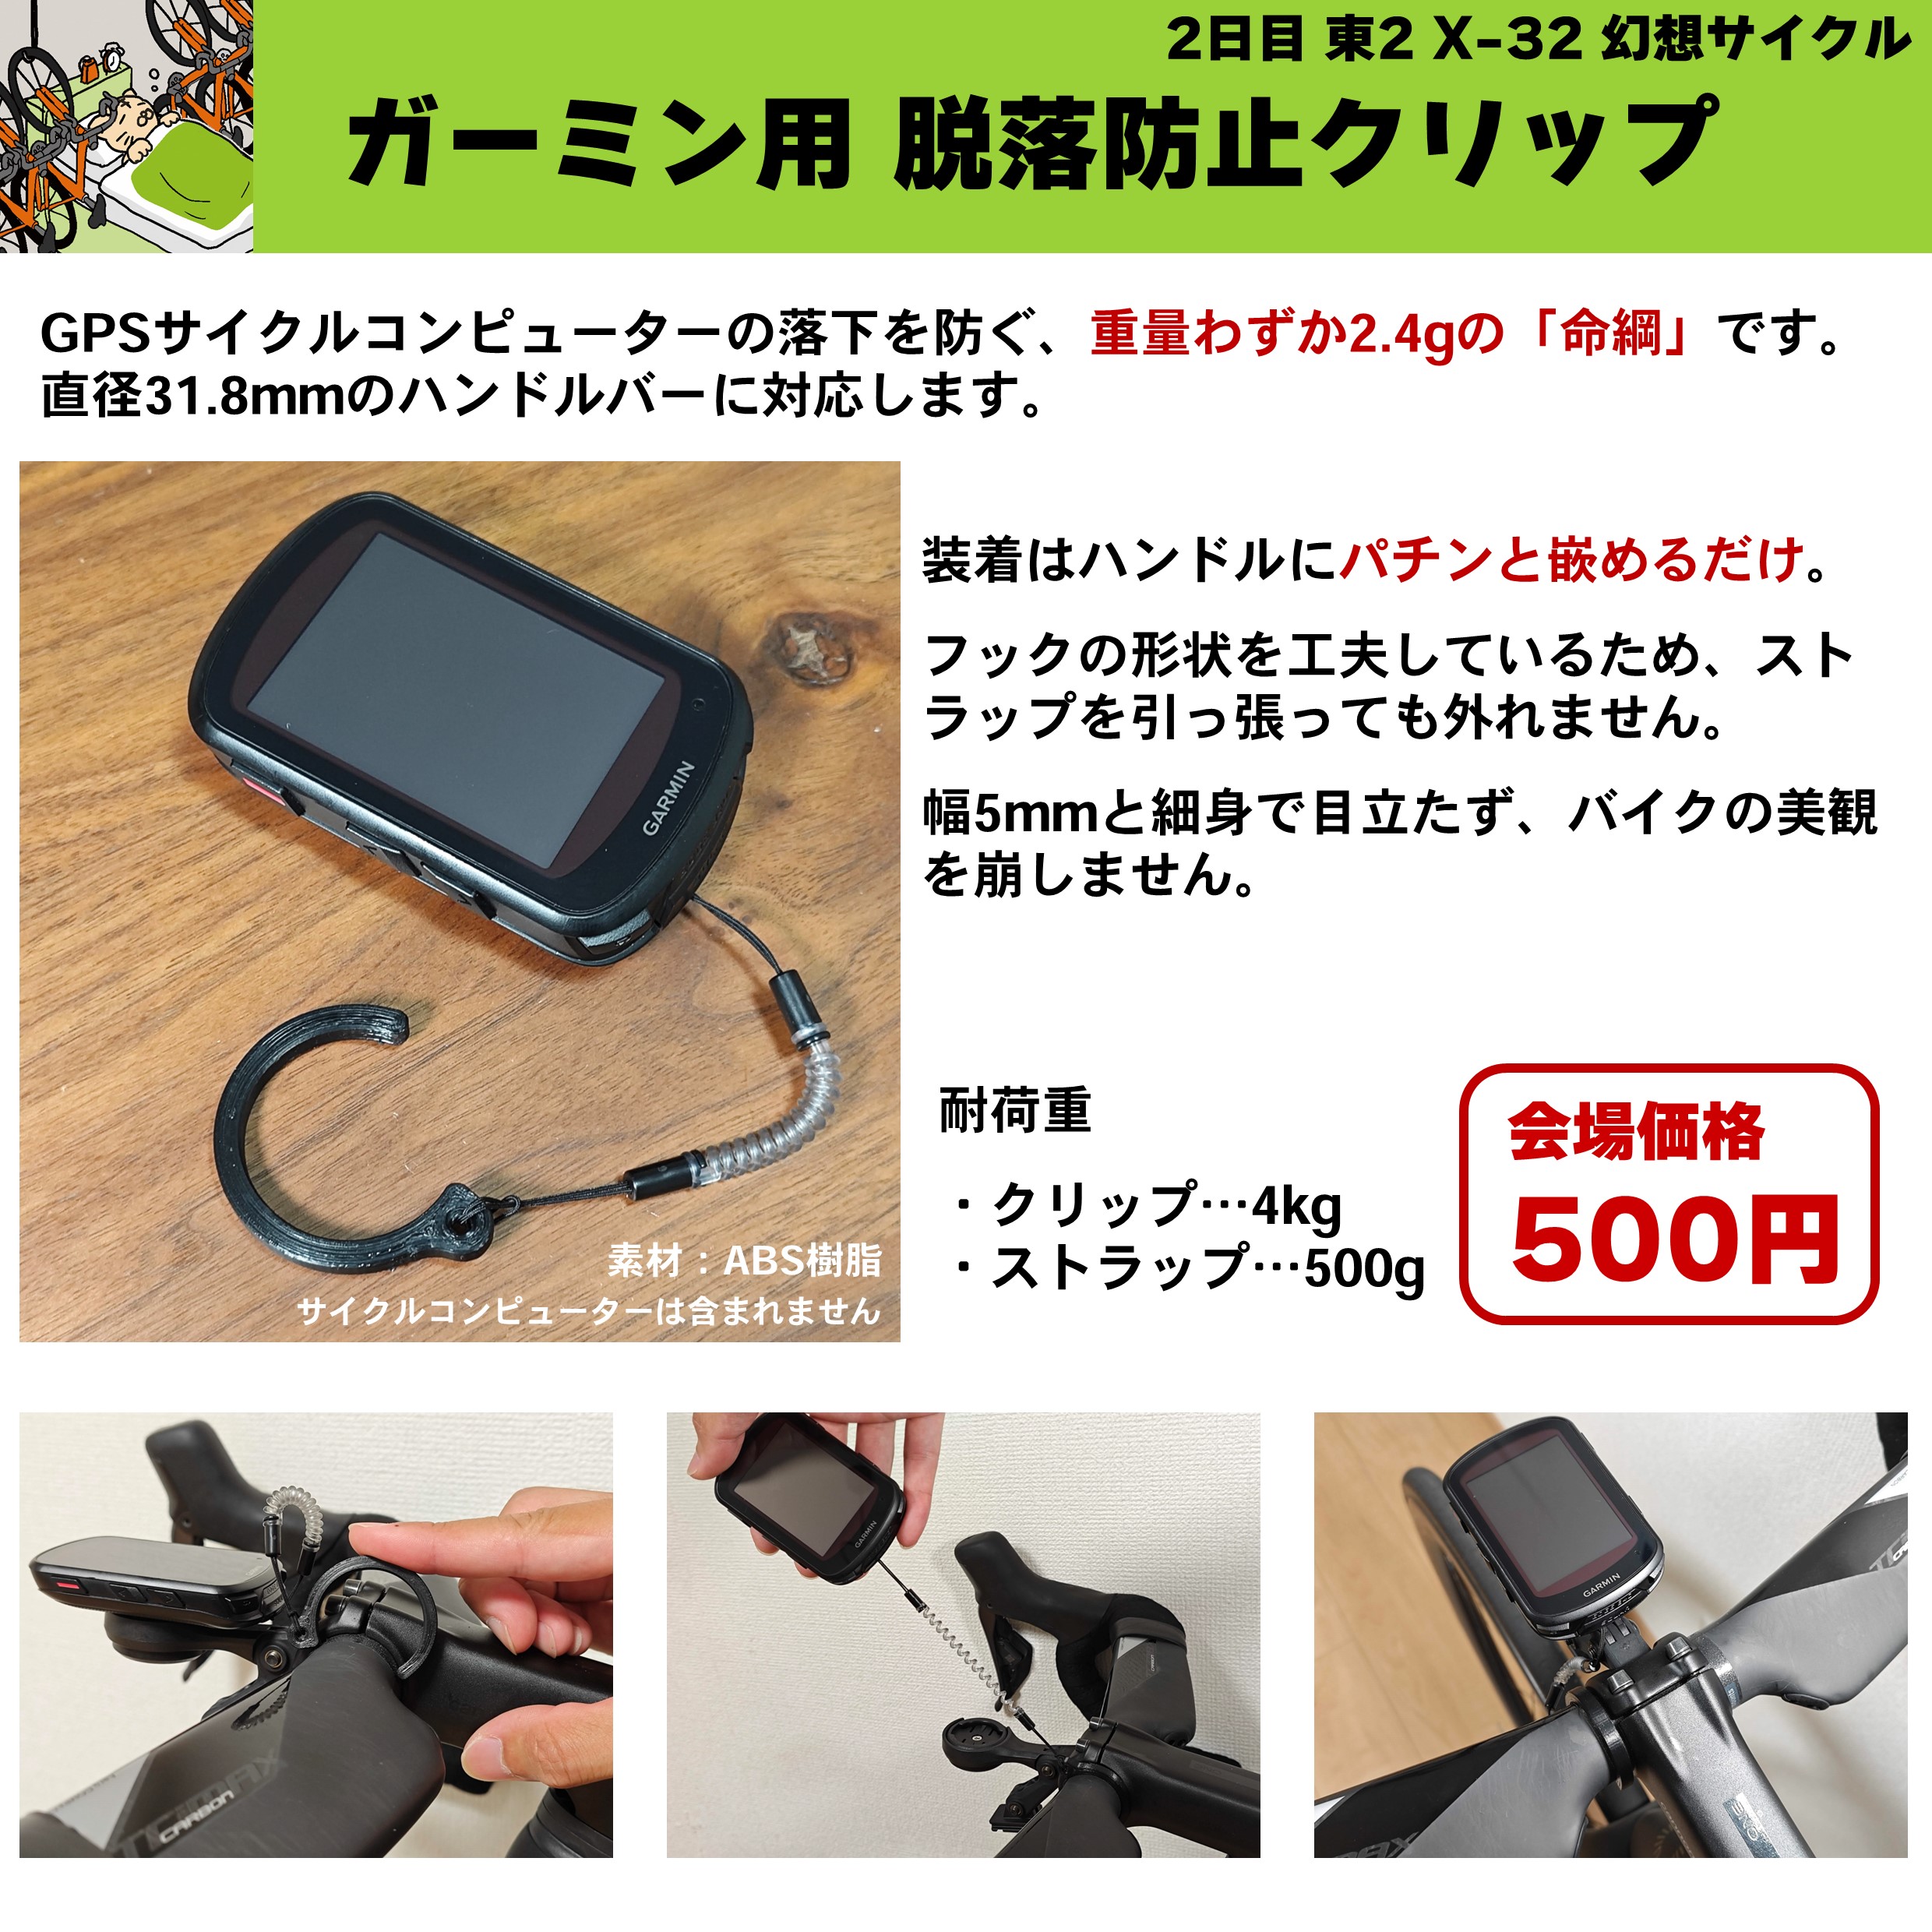 2日目 東2 X-32 幻想サイクル
ガーミン用 脱落防止クリップ
GPSサイクルコンピューターの落下を防ぐ、重量わずか2.4gの「命綱」です。
直径31.8mmのハンドルバーに対応します。
装着はハンドルにパチンと嵌めるだけ。
フックの形状を工夫しているため、スト
ラップを引っ張っても外れません。
幅5mmと細身で目立たず、バイクの美観
を崩しません。
GARMIN
素材：ABS樹脂
サイクルコンピューターは含まれません
耐荷重
・クリップ…4kg
・ストラップ…500g
会場価格
500円
CARBON
GARMIN
GARMIN